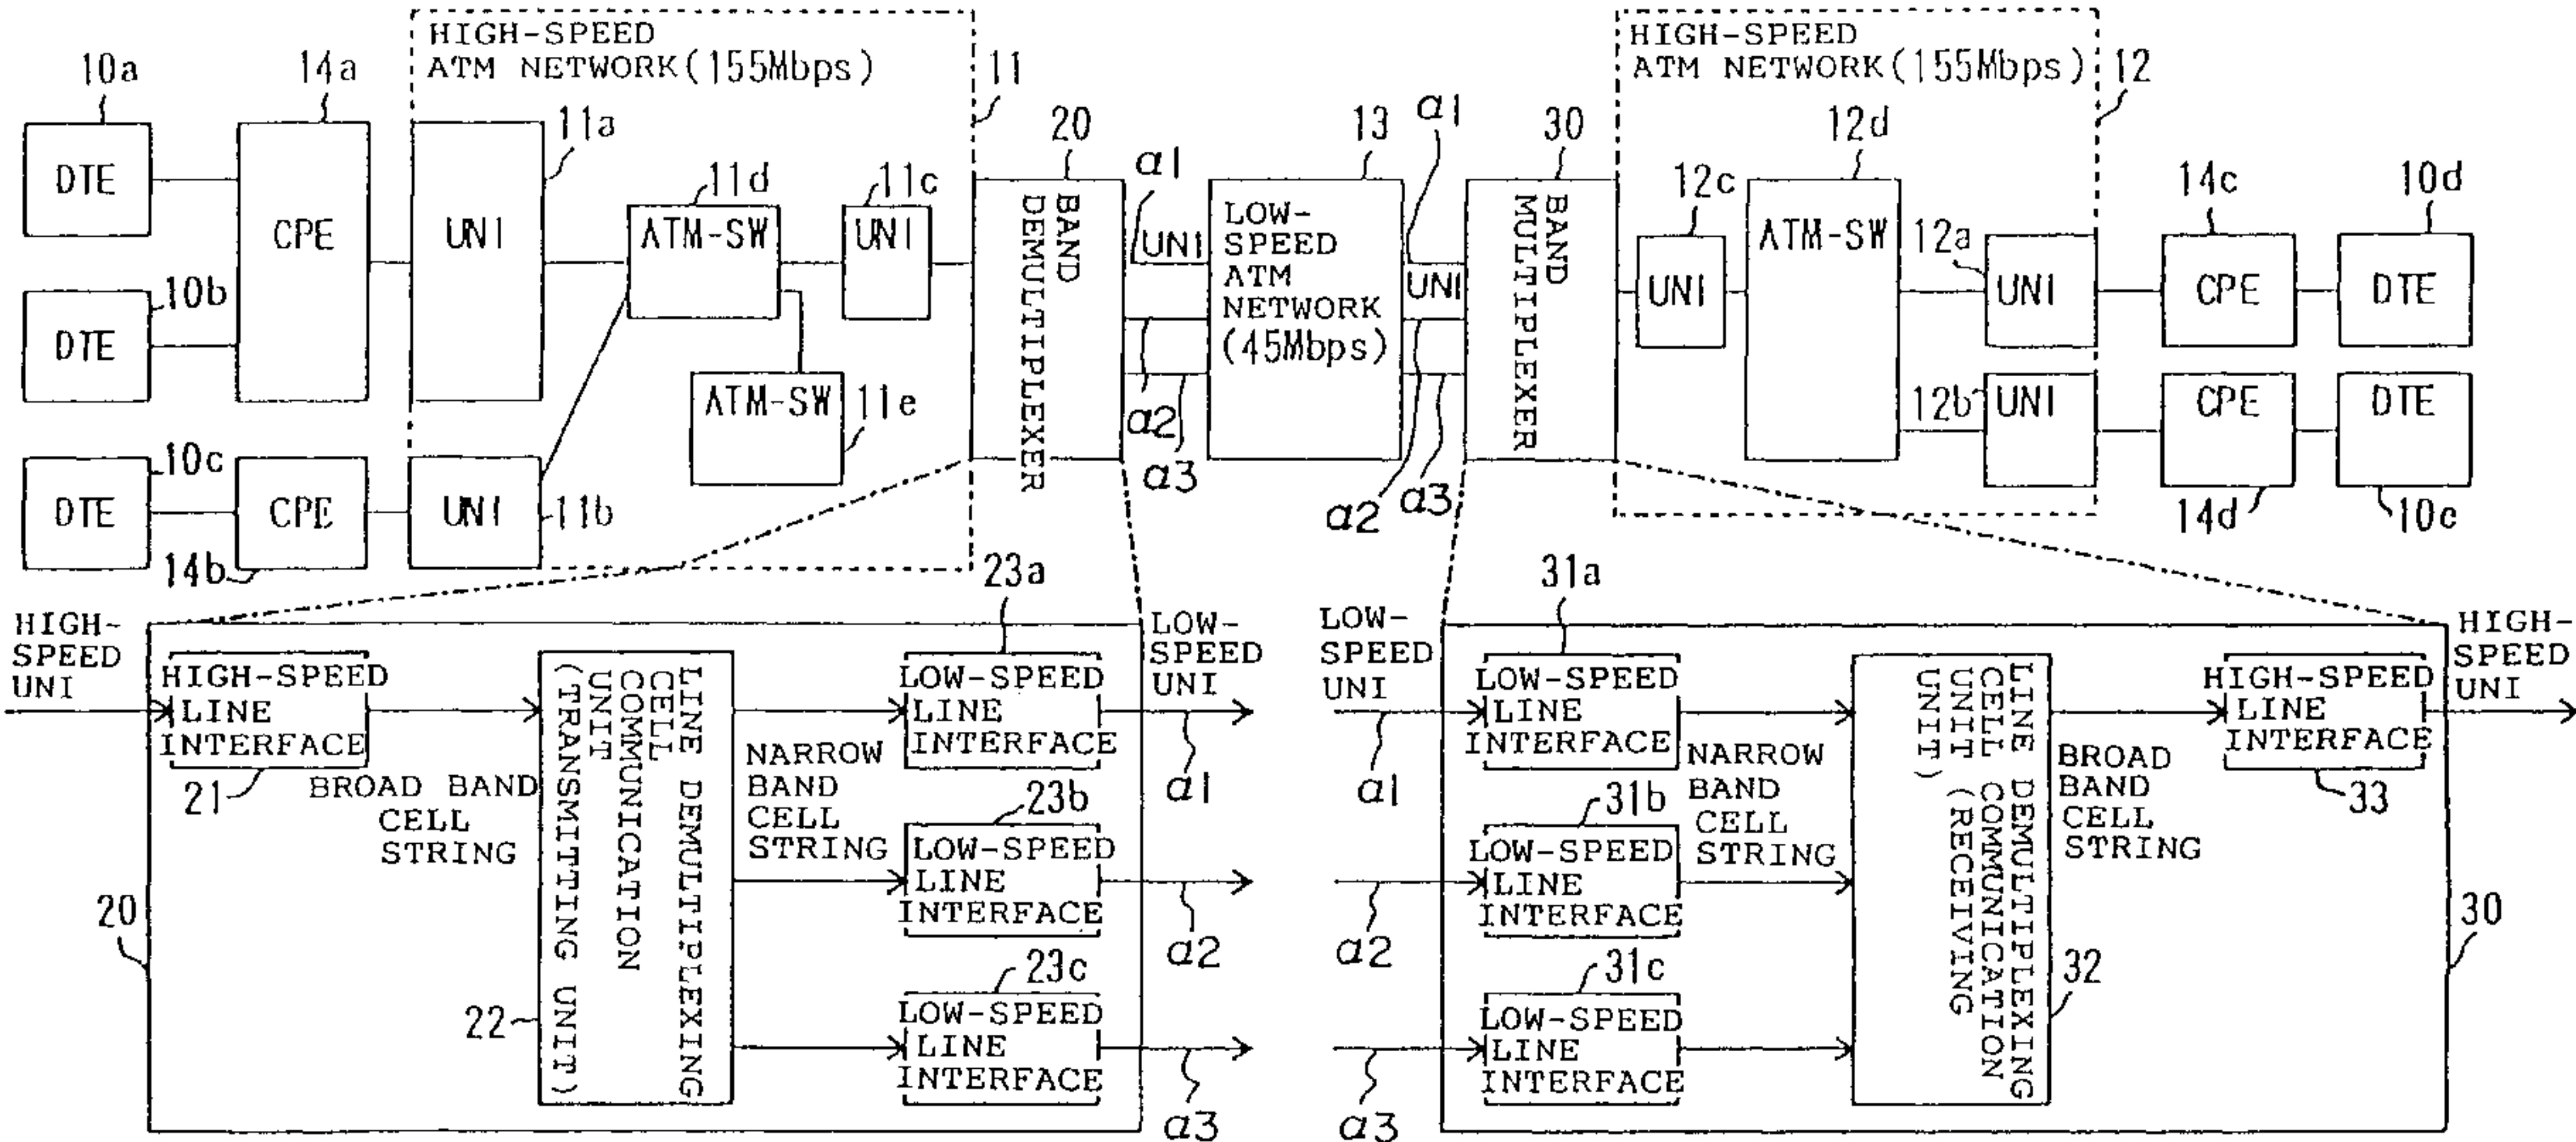 HIGH-SPEED
ATM NETWORK(155Mbps)
11
10a
DTE
10b
DTE
10c
DTE
14a
CPE
14b
CPE
11a
UNI
11b
UNI
11d
ATM-SW
11e
ATM-SW
11c
UNI
20
BAND
DEMULTIPLEXER
α1
UNI
α2
α3
13
LOW-
SPEED
ATM
NETWORK
(45Mbps)
α1
UNI
α2
α3
30
BAND
MULTIPLEXER
HIGH-SPEED
ATM NETWORK(155Mbps)
12
12c
UNI
12d
ATM-SW
12a
UNI
12b
UNI
14c
CPE
14d
CPE
10d
DTE
DTE
10e
HIGH-
SPEED
UNI
HIGH-SPEED
LINE
INTERFACE
21
BROAD BAND
CELL
STRING
20
LINE DEMULTIPLEXING
CELL
COMMUNICATION
UNIT
(TRANSMITING UNIT)
22
NARROW
BAND
CELL
STRING
23a
LOW-SPEED
LINE
INTERFACE
23b
LOW-SPEED
LINE
INTERFACE
23c
LOW-SPEED
LINE
INTERFACE
LOW-
SPEED
UNI
α1
α2
α3
LOW-
SPEED
UNI
α1
α2
α3
31a
LOW-SPEED
LINE
INTERFACE
31b
LOW-SPEED
LINE
INTERFACE
31c
LOW-SPEED
LINE
INTERFACE
NARROW
BAND
CELL
STRING
LINE DEMULTIPLEXING
CELL COMMUNICATION
UNIT (RECEIVING
UNIT)
32
BROAD
BAND
CELL
STRING
HIGH-SPEED
LINE
INTERFACE
33
HIGH-
SPEED
UNI
30